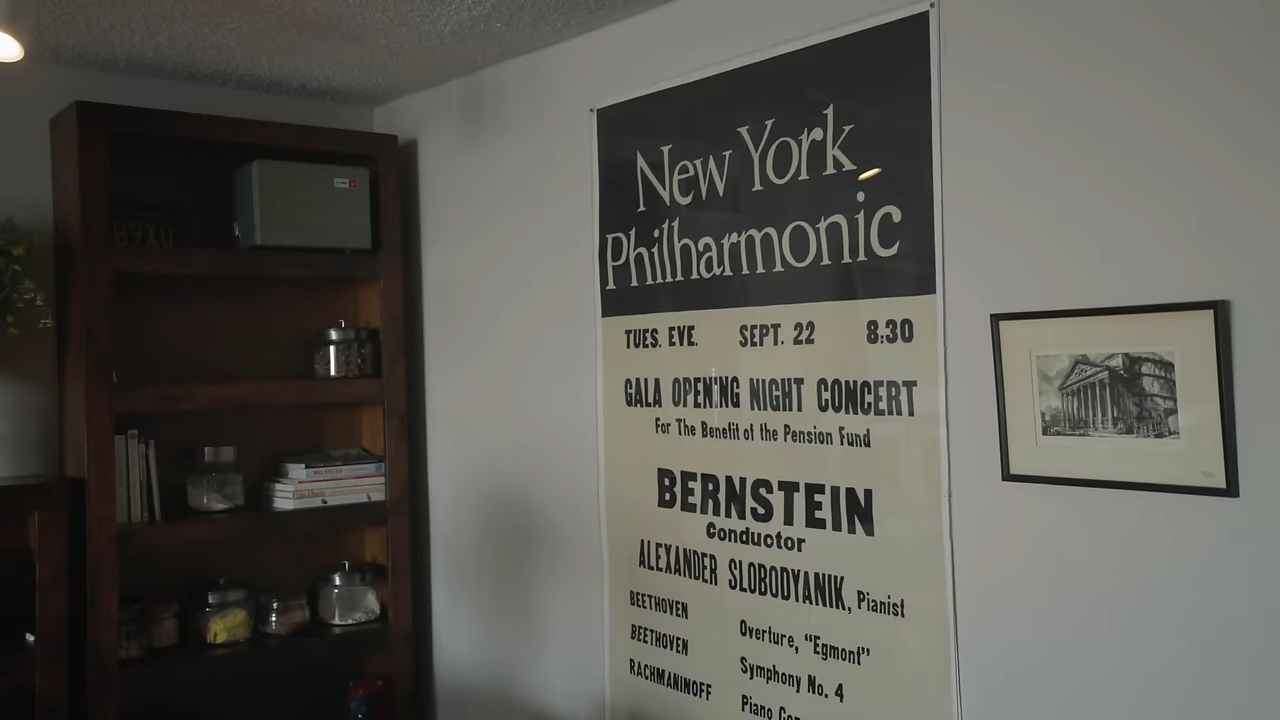 New York
Philharmonic
TUES. EVE. SEPT. 22 8:30
GALA OPENING NIGHT CONCERT
For The Benefit of the Pension Fund
BERNSTEIN
Conductor
ALEXANDER SLOBODYANIK, Pianist
BEETHOVEN Overture, "Egmont"
BEETHOVEN Symphony No. 4
RACHMANINOFF Piano